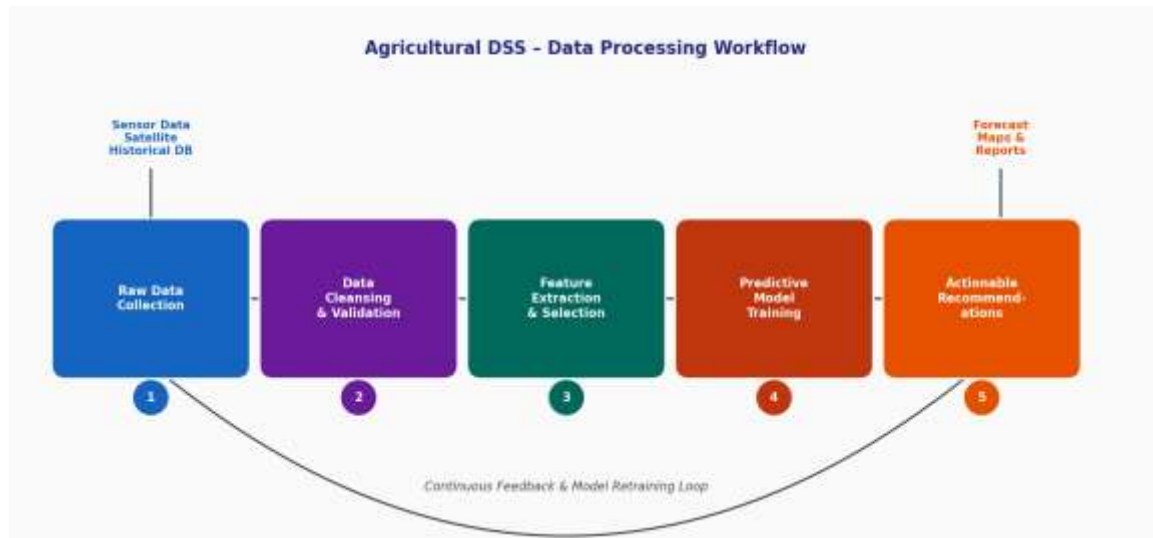 Agricultural DSS – Data Processing Workflow
Sensor Data
Satellite
Historical DB
Forecast
Maps &
Reports
Raw Data
Collection
Data
Cleansing
& Validation
Feature
Extraction
& Selection
Predictive
Model
Training
Actionable
Recommend-
ations
1
2
3
4
5
Continuous Feedback & Model Retraining Loop